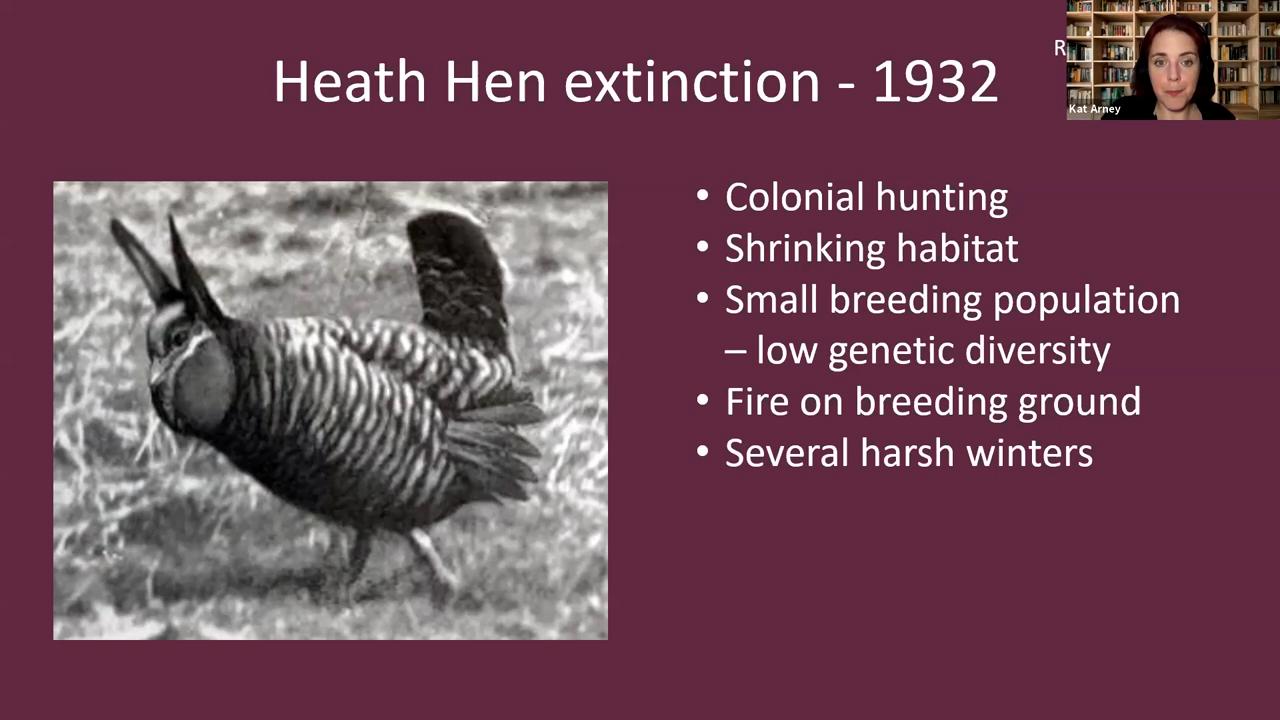 Heath Hen extinction - 1932
R
Kat Arney
• Colonial hunting
• Shrinking habitat
• Small breeding population
– low genetic diversity
• Fire on breeding ground
• Several harsh winters